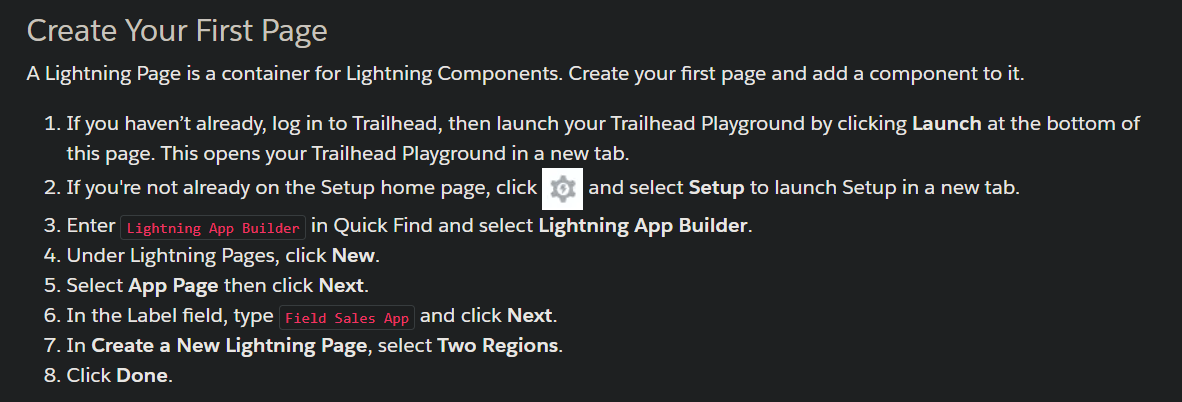 Create Your First Page
A Lightning Page is a container for Lightning Components. Create your first page and add a component to it.
1. If you haven’t already, log in to Trailhead, then launch your Trailhead Playground by clicking Launch at the bottom of
this page. This opens your Trailhead Playground in a new tab.
2. If you're not already on the Setup home page, click and select Setup to launch Setup in a new tab.
3. Enter Lightning App Builder in Quick Find and select Lightning App Builder.
4. Under Lightning Pages, click New.
5. Select App Page then click Next.
6. In the Label field, type Field Sales App and click Next.
7. In Create a New Lightning Page, select Two Regions.
8. Click Done.